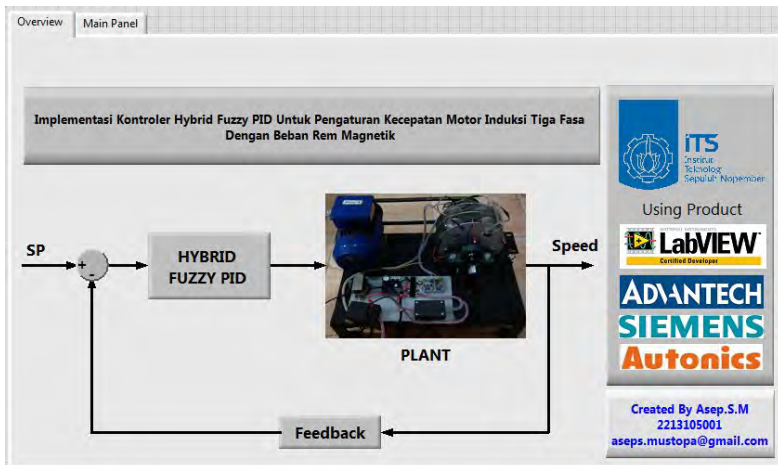 Overview
Main Panel
Implementasi Kontroler Hybrid Fuzzy PID Untuk Pengaturan Kecepatan Motor Induksi Tiga Fasa
Dengan Beban Rem Magnetik
SP
+
-
HYBRID
FUZZY PID
PLANT
Speed
Feedback
iTS
Institut
Teknologi
Sepuluh Nopember
Using Product
LabVIEW
Certified Developer
ADVANTECH
SIEMENS
Autonics
Created By Asep.S.M
2213105001
aseps.mustopa@gmail.com